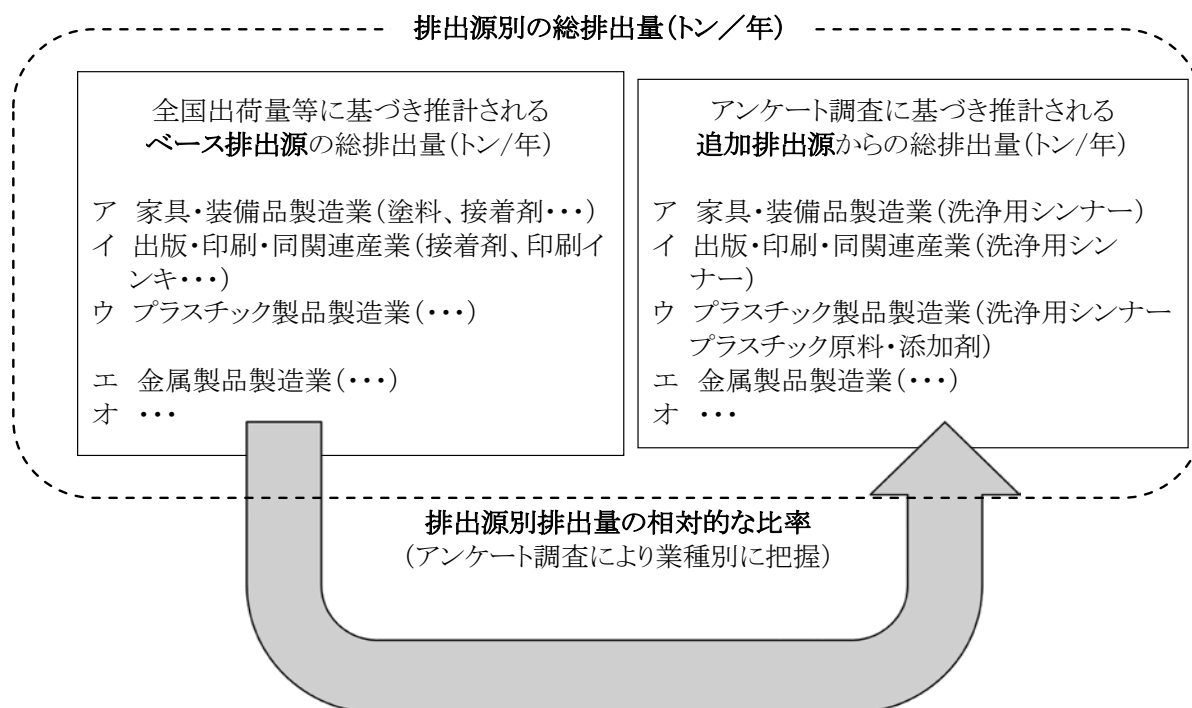 排出源別の総排出量(トン/年)
全国出荷量等に基づき推計される
ベース排出源の総排出量(トン/年)
ア 家具・装備品製造業(塗料、接着剤・・・)
イ 出版・印刷・同関連産業(接着剤、印刷イ
ンキ・・・)
ウ プラスチック製品製造業(・・・)
エ 金属製品製造業(・・・)
オ ・・・
アンケート調査に基づき推計される
追加排出源からの総排出量(トン/年)
ア 家具・装備品製造業(洗浄用シンナー)
イ 出版・印刷・同関連産業(洗浄用シン
ナー)
ウ プラスチック製品製造業(洗浄用シンナー
プラスチック原料・添加剤)
エ 金属製品製造業(・・・)
オ ・・・
排出源別排出量の相対的な比率
(アンケート調査により業種別に把握)